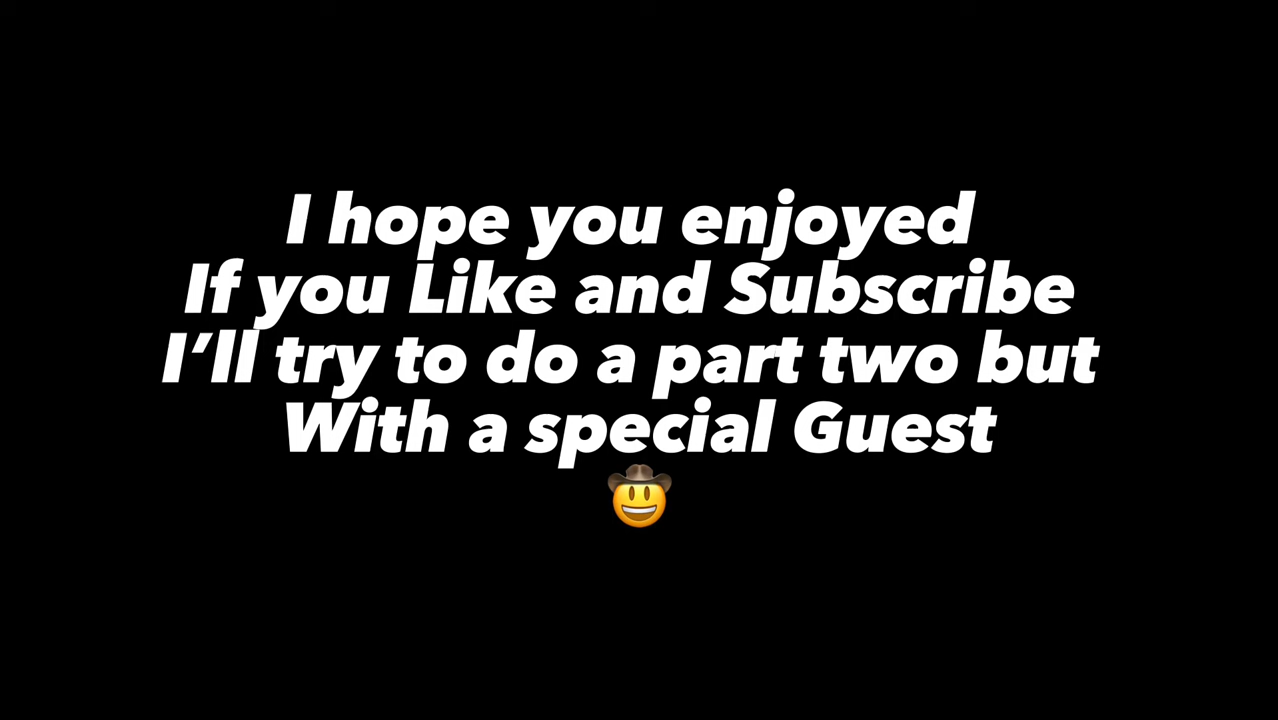 I hope you enjoyed
If you Like and Subscribe
I’ll try to do a part two but
With a special Guest
🤠